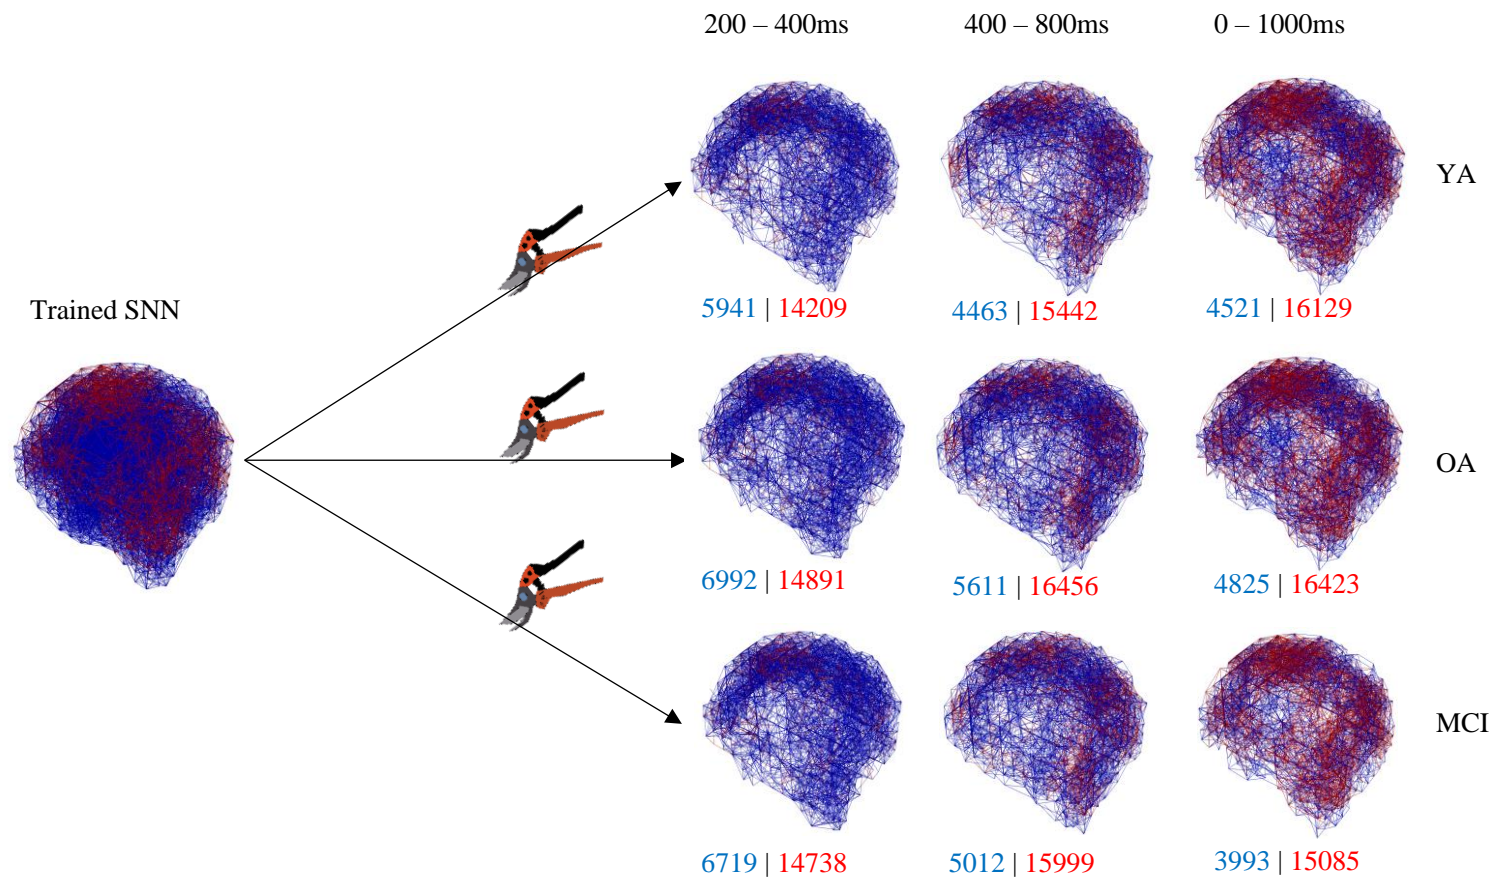 200 – 400ms 400 – 800ms 0 – 1000ms
YA
Trained SNN
5941 | 14209 4463 | 15442 4521 | 16129
OA
6992 | 14891 5611 | 16456 4825 | 16423
MCI
6719 | 14738 5012 | 15999 3993 | 15085